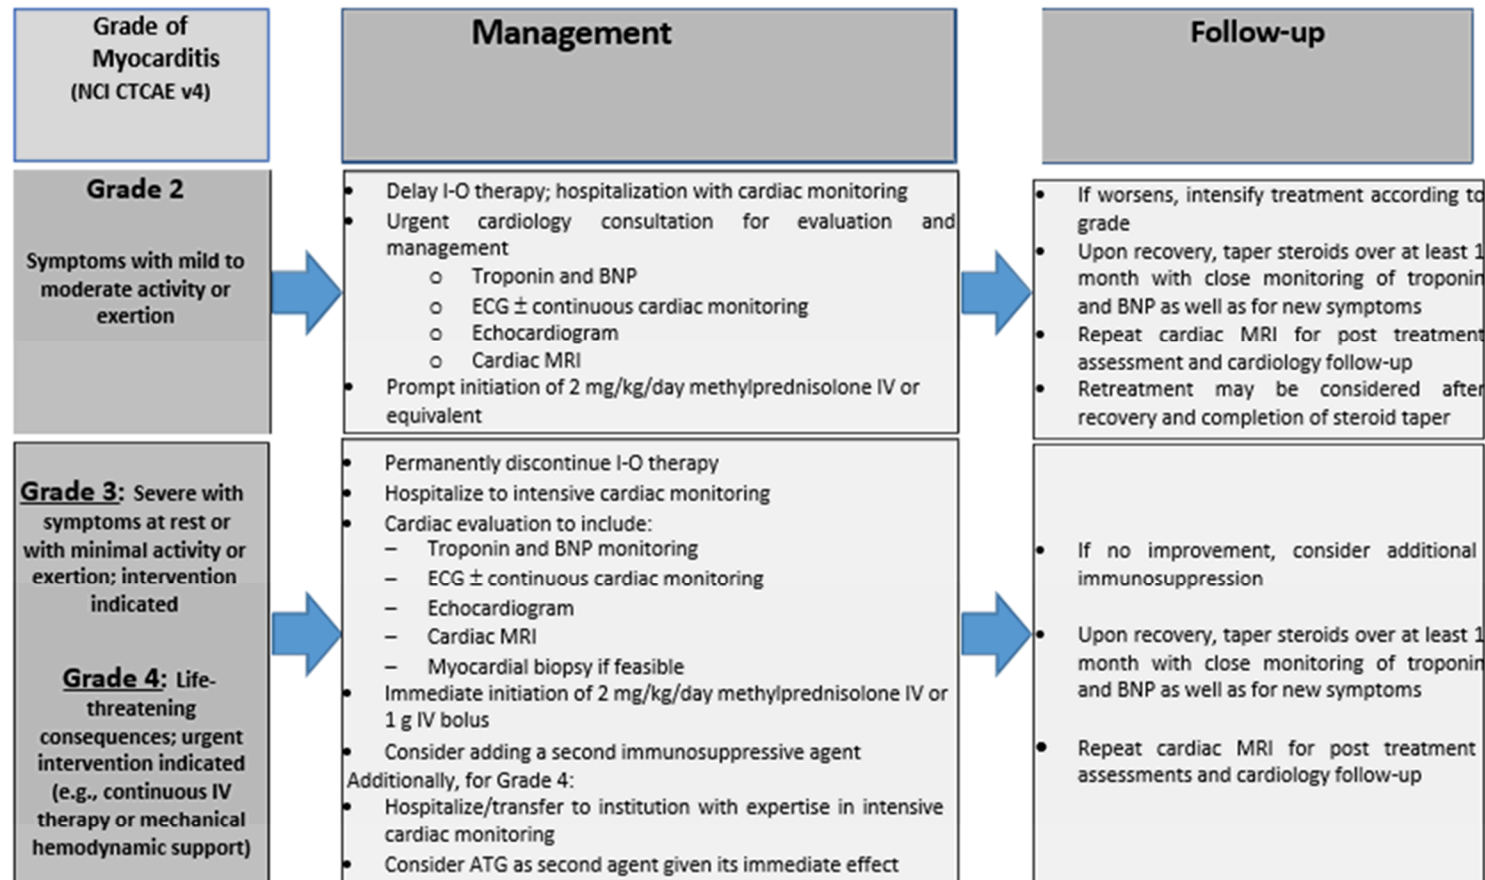 Grade of
Myocarditis
(NCI CTCAE v4)
Management
Follow-up
Grade 2
Symptoms with mild to
moderate activity or
exertion
• Delay I-O therapy; hospitalization with cardiac monitoring
• Urgent cardiology consultation for evaluation and
management
o Troponin and BNP
o ECG ± continuous cardiac monitoring
o Echocardiogram
o Cardiac MRI
• Prompt initiation of 2 mg/kg/day methylprednisolone IV or
equivalent
• If worsens, intensify treatment according to
grade
• Upon recovery, taper steroids over at least 1
month with close monitoring of troponin
and BNP as well as for new symptoms
• Repeat cardiac MRI for post treatment
assessment and cardiology follow-up
• Retreatment may be considered after
recovery and completion of steroid taper
Grade 3: Severe with
symptoms at rest or
with minimal activity or
exertion; intervention
indicated
Grade 4: Life-
threatening
consequences; urgent
intervention indicated
(e.g., continuous IV
therapy or mechanical
hemodynamic support)
• Permanently discontinue I-O therapy
• Hospitalize to intensive cardiac monitoring
• Cardiac evaluation to include:
– Troponin and BNP monitoring
– ECG ± continuous cardiac monitoring
– Echocardiogram
– Cardiac MRI
– Myocardial biopsy if feasible
• Immediate initiation of 2 mg/kg/day methylprednisolone IV or
1 g IV bolus
• Consider adding a second immunosuppressive agent
Additionally, for Grade 4:
• Hospitalize/transfer to institution with expertise in intensive
cardiac monitoring
• Consider ATG as second agent given its immediate effect
• If no improvement, consider additional
immunosuppression
• Upon recovery, taper steroids over at least 1
month with close monitoring of troponin
and BNP as well as for new symptoms
• Repeat cardiac MRI for post treatment
assessments and cardiology follow-up